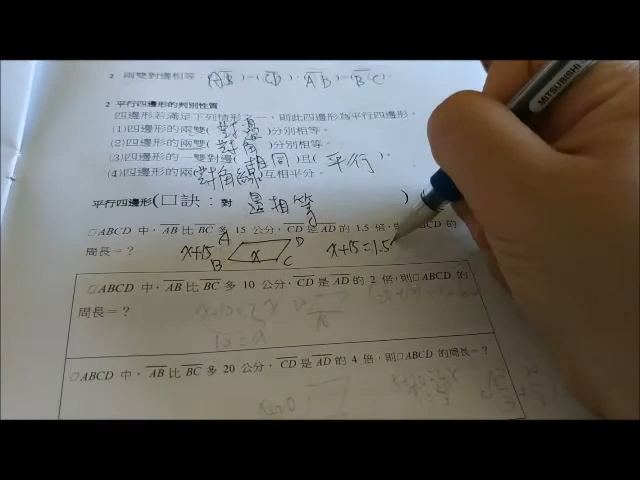 2 兩雙對邊相等:(AB)=(CD),(AD)=(BC).
2 平行四邊形的判別性質
四邊形若滿足下列情形之一,則此四邊形為平行四邊形。
(1)四邊形的兩雙(對邊)分別相等。
(2)四邊形的兩雙(對角)分別相等。
(3)四邊形的一雙對邊(相同)且(平行)。
(4)四邊形的兩(對角線)互相平分。
平行四邊形(口訣:對 邊相等 )(
□ABCD 中,AB 比 BC 多 15 公分,CD 是 AD 的 1.5 倍,則 ABCD 的
周長=? x+15 A B C D x x+15=1.5
□ABCD 中,AB 比 BC 多 10 公分,CD 是 AD 的 2 倍,則□ABCD 的
周長=? x+10=2x
10=x
□ABCD 中,AB 比 BC 多 20 公分,CD 是 AD 的 4 倍,則□ABCD 的周長=?
MITSUBISHI